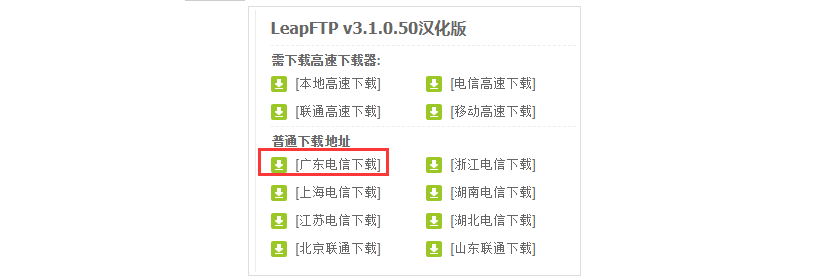 LeapFTP v3.1.0.50汉化版
需下载高速下载器:
[本地高速下载] [电信高速下载]
[联通高速下载] [移动高速下载]
普通下载地址
[广东电信下载] [浙江电信下载]
[上海电信下载] [湖南电信下载]
[江苏电信下载] [湖北电信下载]
[北京联通下载] [山东联通下载]